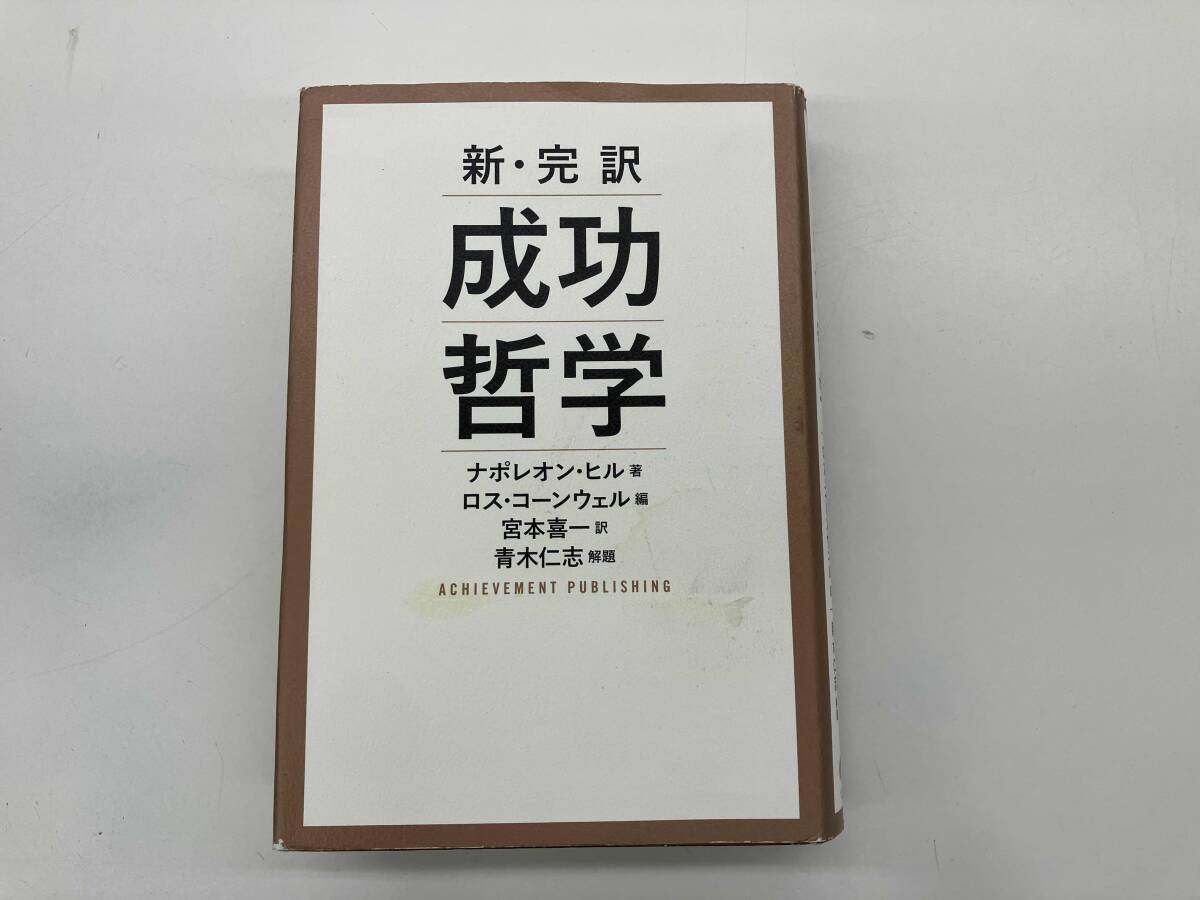 新・完訳
成功
哲学
ナポレオン・ヒル 著
ロス・コーンウェル 編
宮本喜一 訳
青木仁志 解題
ACHIEVEMENT PUBLISHING